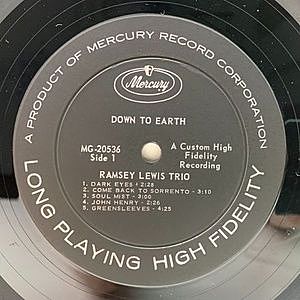 A PRODUCT OF MERCURY RECORD CORPORATION
Mercury
DOWN TO EARTH
MG-20536
Side 1
A Custom High
Fidelity
Recording
RAMSEY LEWIS TRIO
1. DARK EYES - 2:28
2. COME BACK TO SORRENTO - 3:10
3. SOUL MIST - 3:30
4. JOHN HENRY - 2:26
5. GREENSLEEVES - 4:25
LONG PLAYING HIGH FIDELITY